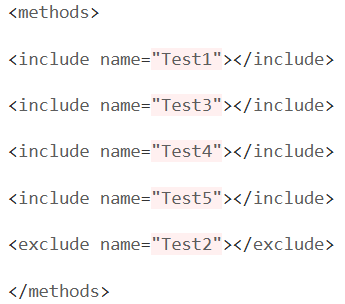 <methods>
<include name="Test1"></include>
<include name="Test3"></include>
<include name="Test4"></include>
<include name="Test5"></include>
<exclude name="Test2"></exclude>
</methods>